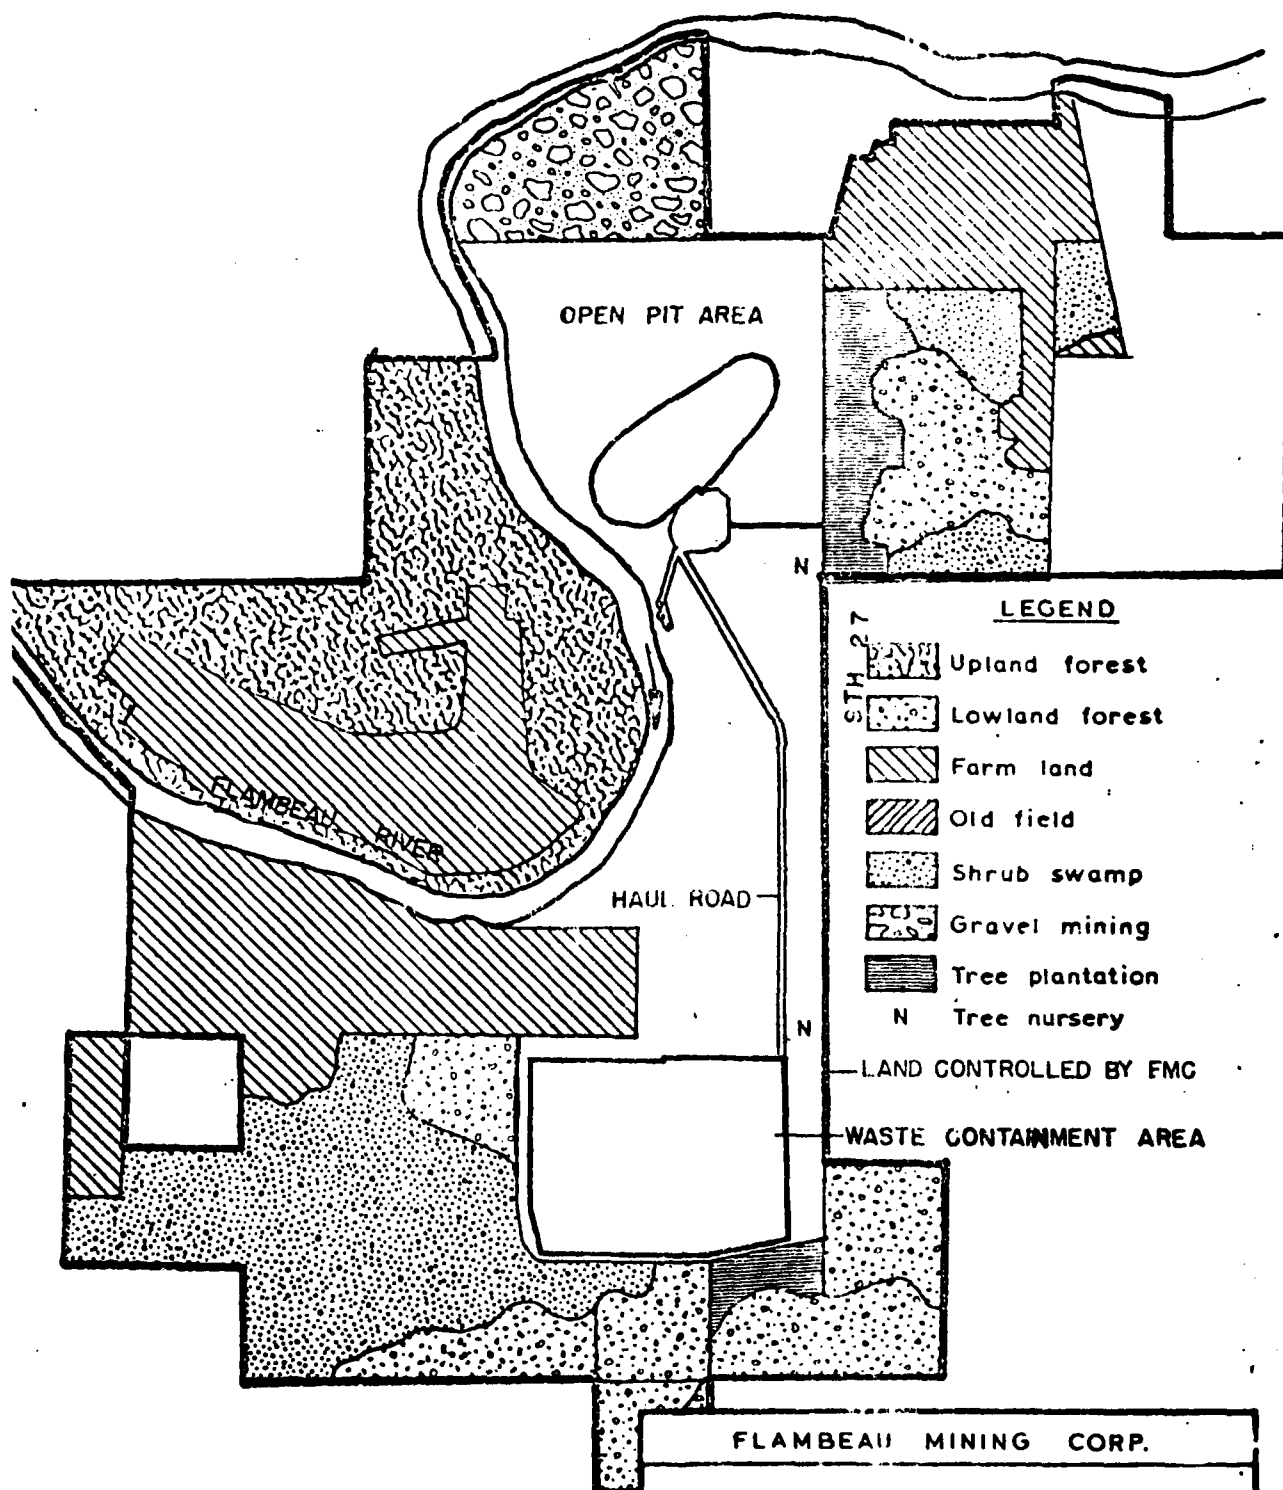 OPEN PIT AREA
N
STH 27
LEGEND
Upland forest
Lowland forest
Farm land
Old field
Shrub swamp
Gravel mining
Tree plantation
N Tree nursery
FLAMBEAU RIVER
HAUL ROAD
N
LAND CONTROLLED BY FMC
WASTE CONTAINMENT AREA
FLAMBEAU MINING CORP.